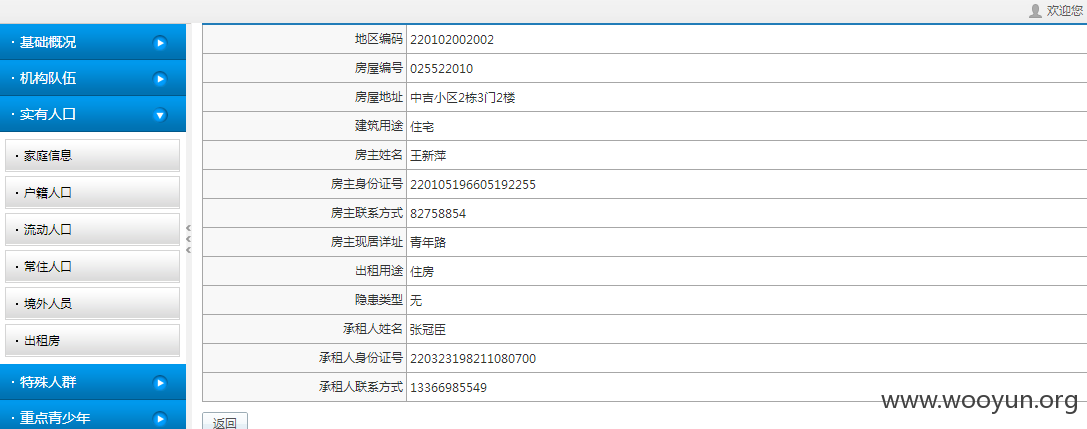 欢迎您
· 基础概况
· 机构队伍
· 实有人口
· 家庭信息
· 户籍人口
· 流动人口
· 常住人口
· 境外人员
· 出租房
· 特殊人群
· 重点青少年
地区编码 220102002002
房屋编号 025522010
房屋地址 中吉小区2栋3门2楼
建筑用途 住宅
房主姓名 王新萍
房主身份证号 220105196605192255
房主联系方式 82758854
房主现居详址 青年路
出租用途 住房
隐患类型 无
承租人姓名 张冠臣
承租人身份证号 220323198211080700
承租人联系方式 13366985549
返回
www.wooyun.org